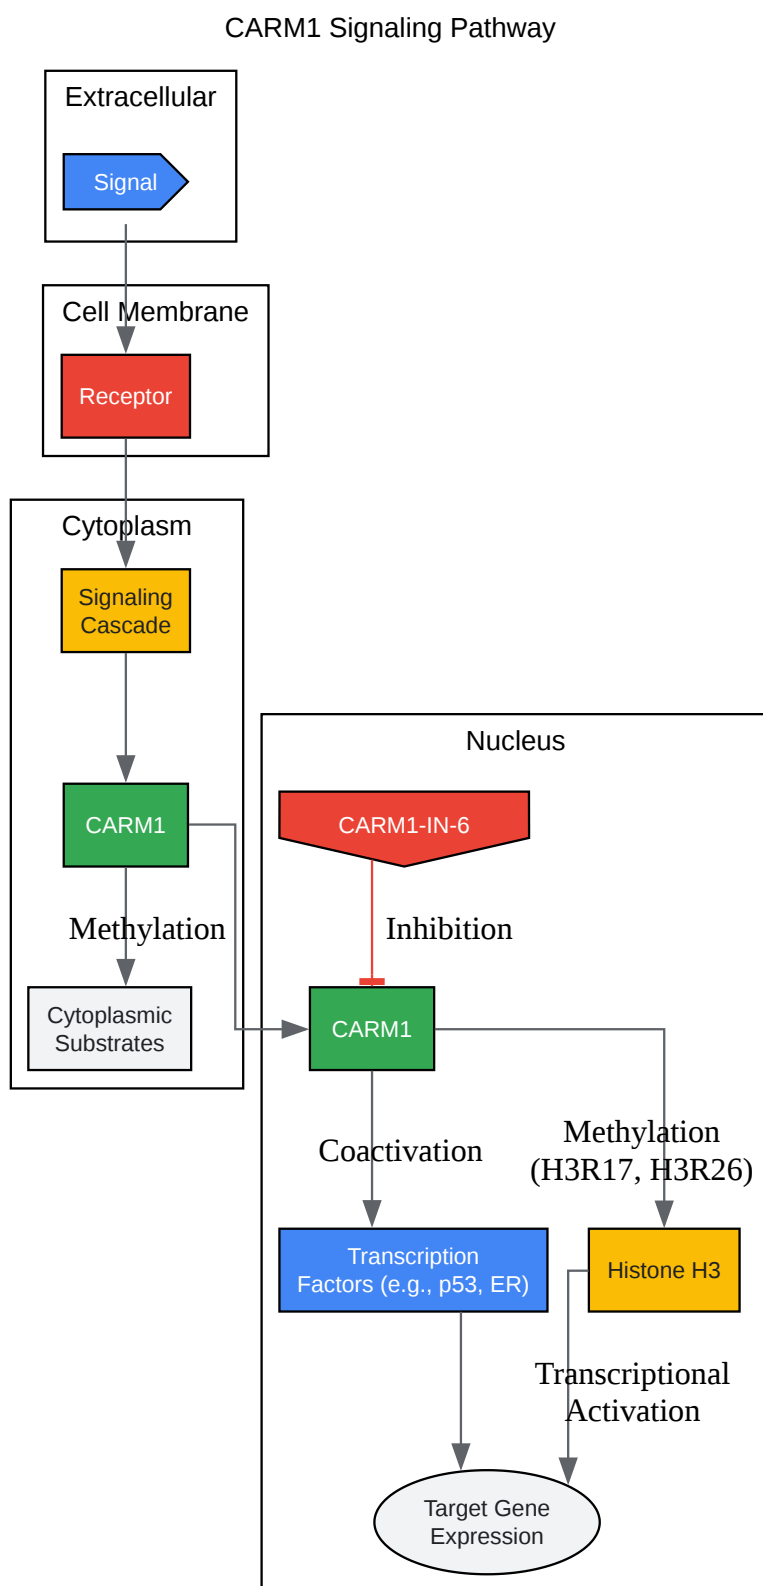 CARM1 Signaling Pathway
Extracellular
Signal
Cell Membrane
Receptor
Cytoplasm
Signaling
Cascade
CARM1
Methylation
Cytoplasmic
Substrates
Nucleus
CARM1-IN-6
Inhibition
CARM1
Coactivation
Methylation
(H3R17, H3R26)
Transcription
Factors (e.g., p53, ER)
Histone H3
Transcriptional
Activation
Target Gene
Expression